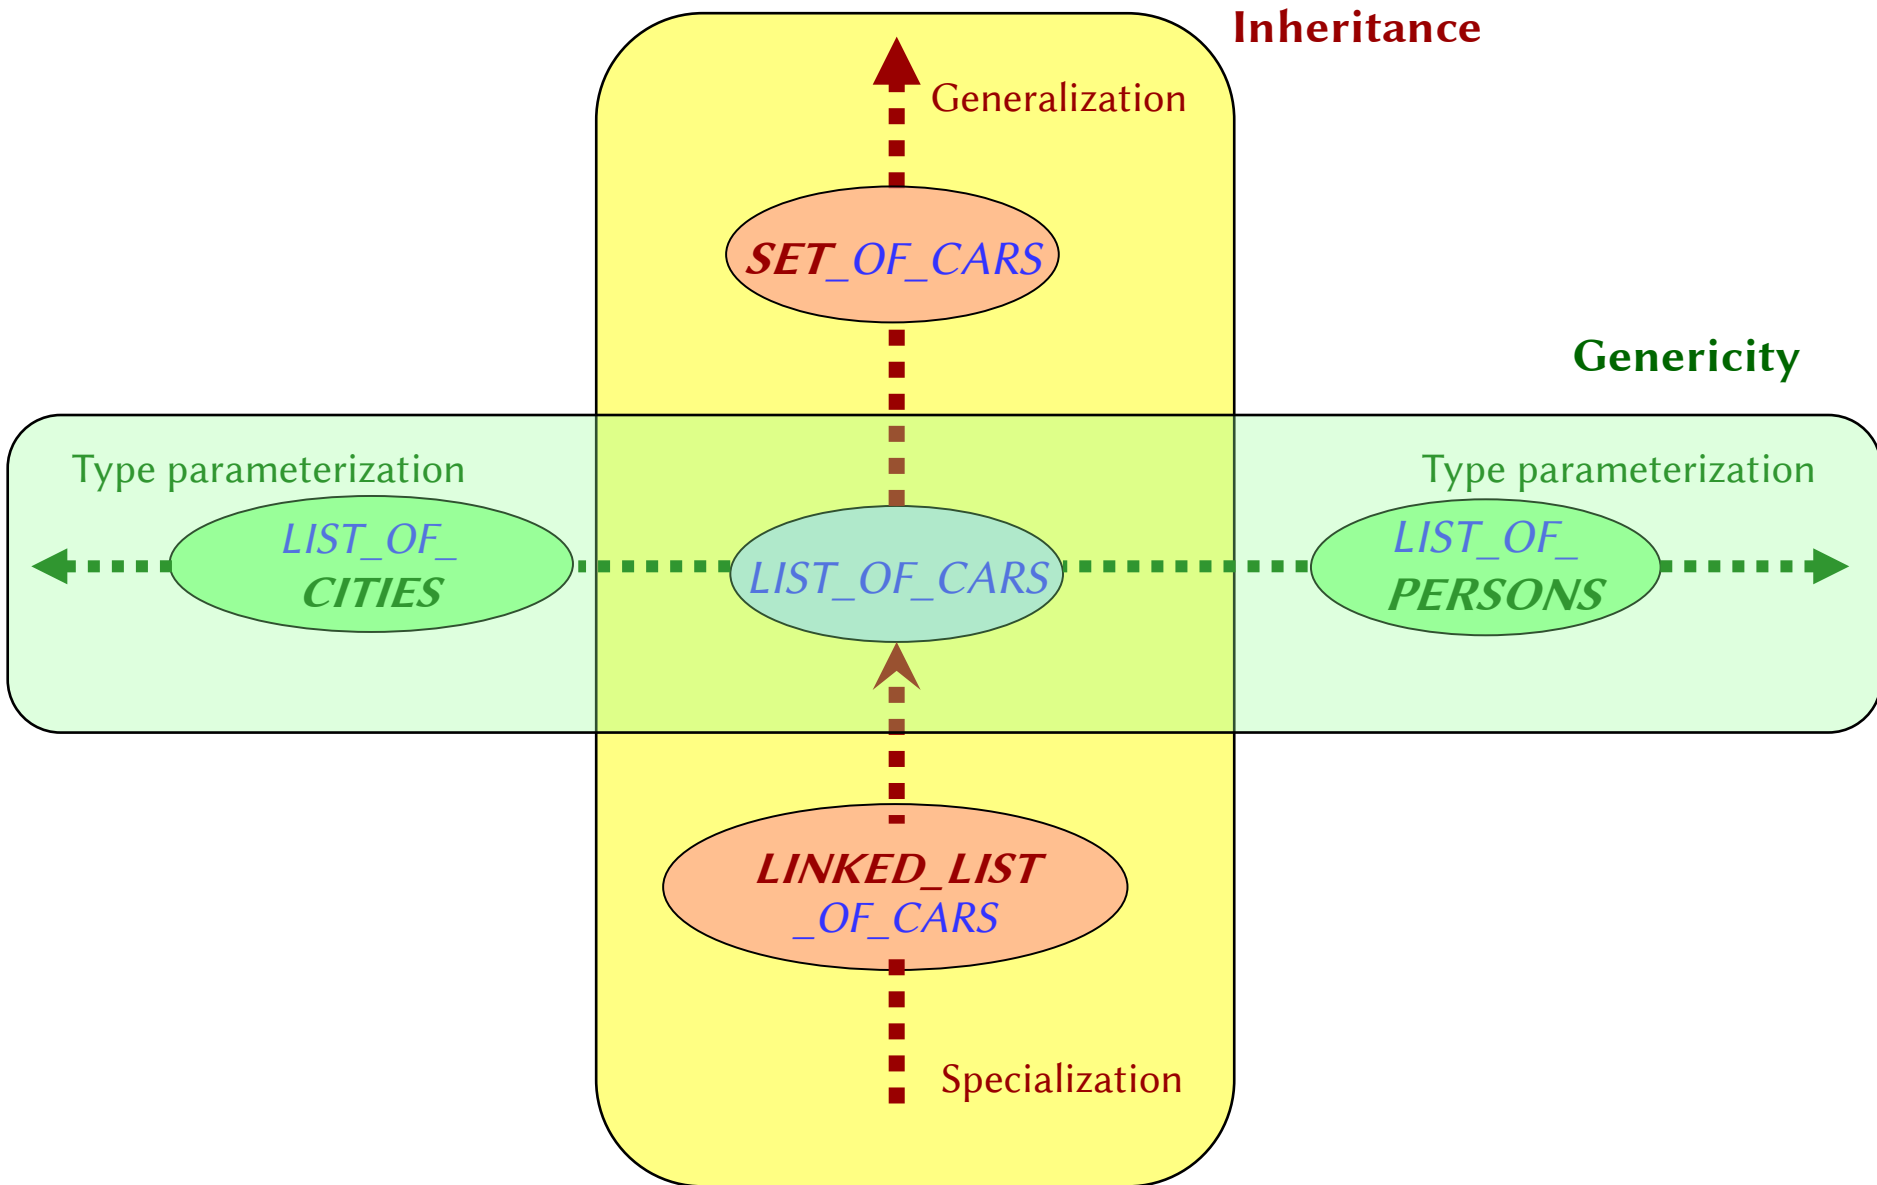 Inheritance
Generalization
SET_OF_CARS
Genericity
Type parameterization
Type parameterization
LIST_OF_
CITIES
LIST_OF_CARS
LIST_OF_
PERSONS
LINKED_LIST
_OF_CARS
Specialization